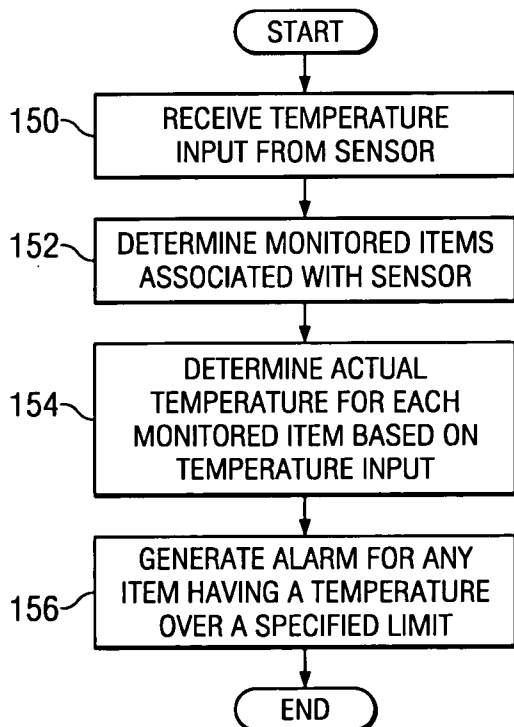 START
150
RECEIVE TEMPERATURE
INPUT FROM SENSOR
152
DETERMINE MONITORED ITEMS
ASSOCIATED WITH SENSOR
154
DETERMINE ACTUAL
TEMPERATURE FOR EACH
MONITORED ITEM BASED ON
TEMPERATURE INPUT
156
GENERATE ALARM FOR ANY
ITEM HAVING A TEMPERATURE
OVER A SPECIFIED LIMIT
END